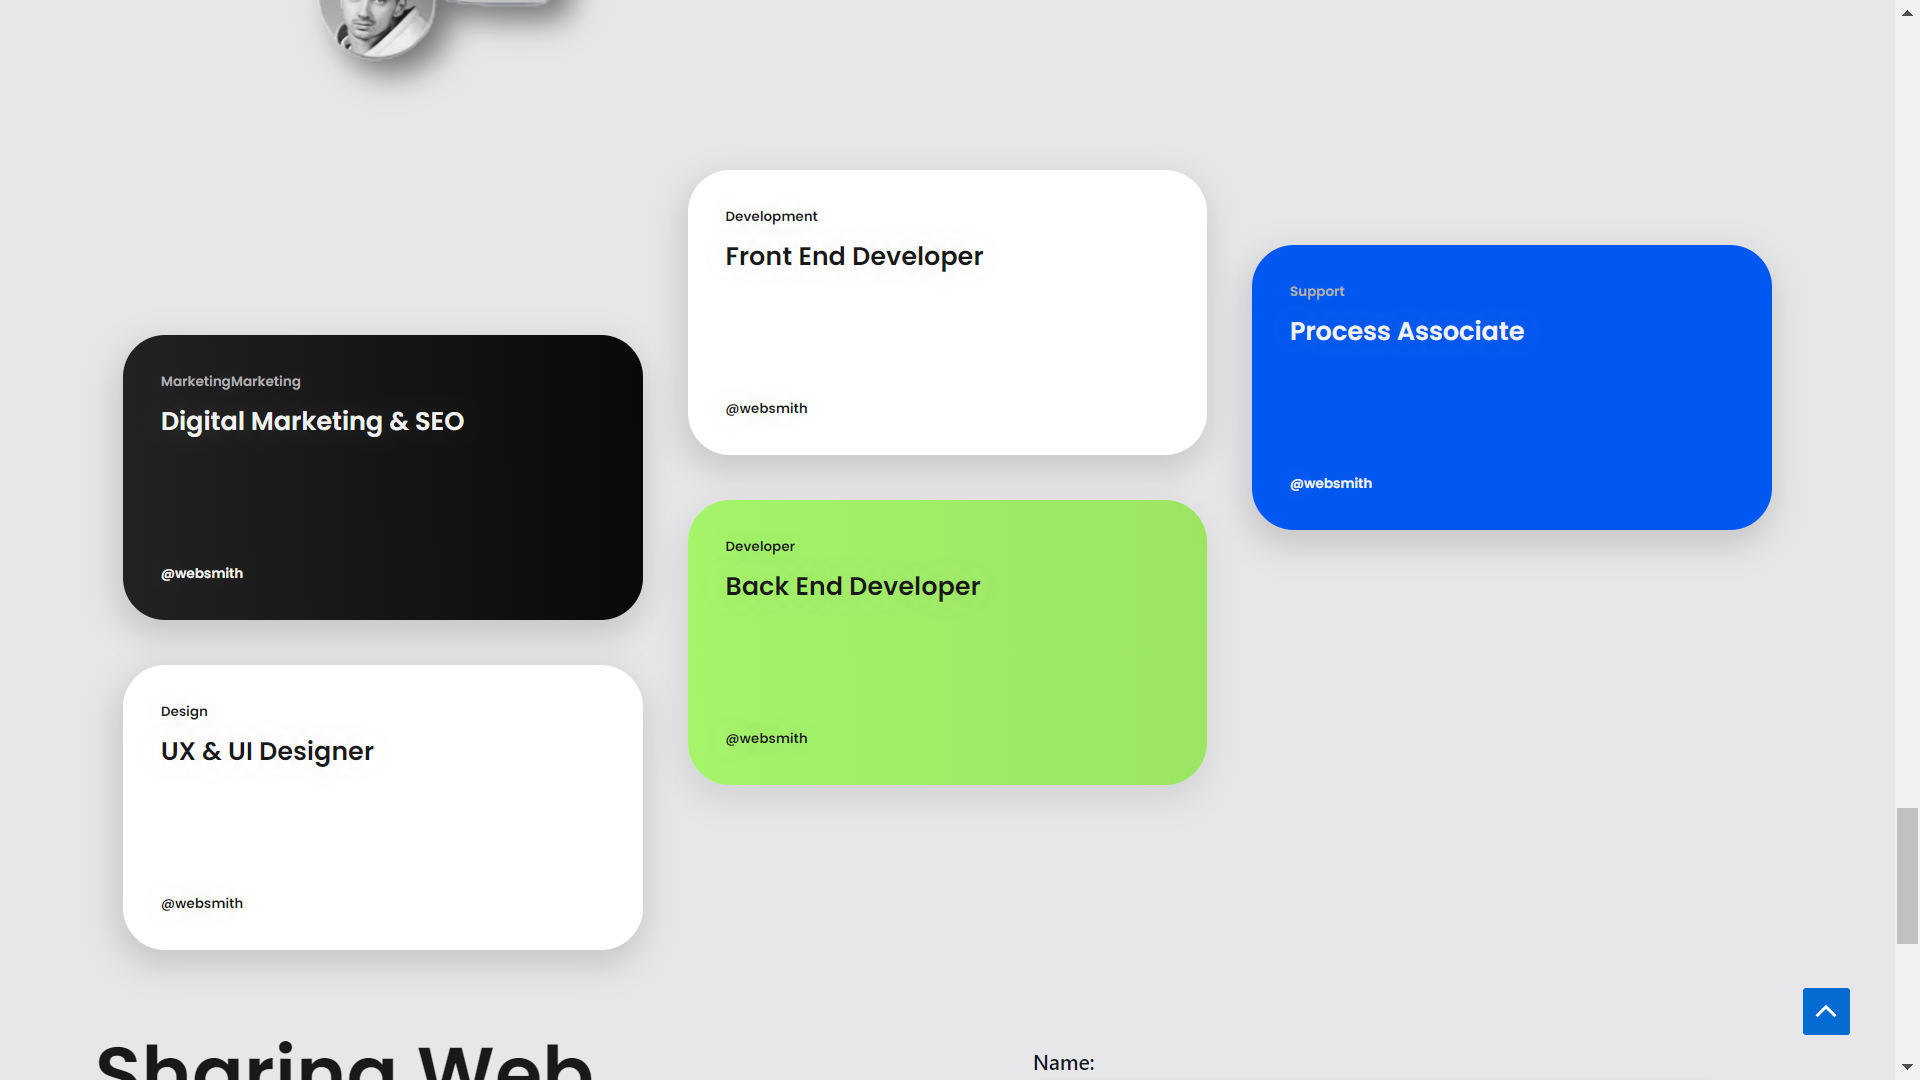 Development
Front End Developer
@websmith
Support
Process Associate
@websmith
MarketingMarketing
Digital Marketing & SEO
@websmith
Developer
Back End Developer
@websmith
Design
UX & UI Designer
@websmith
Sharing Web
Name: